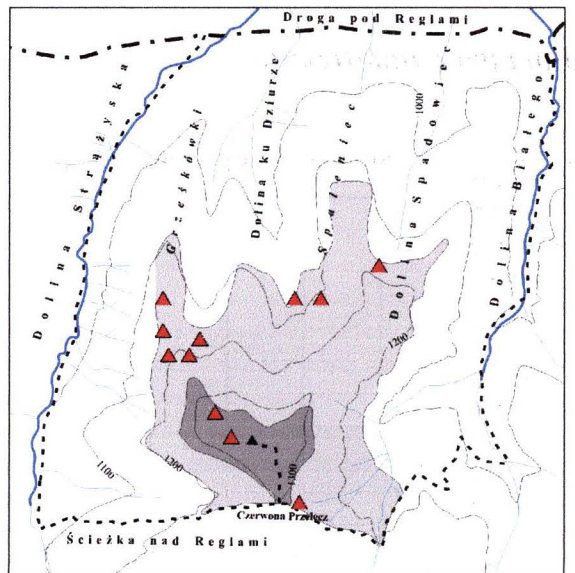 Droga pod Reglami
Dolina Strążyska
Grześkówki
Dolina ku Dziurze
Spaleniec
1000
Dolina Spadowiec
Dolina Białego
1200
1100
1200
1300
Czerwona Przełęcz
Ścieżka nad Reglami